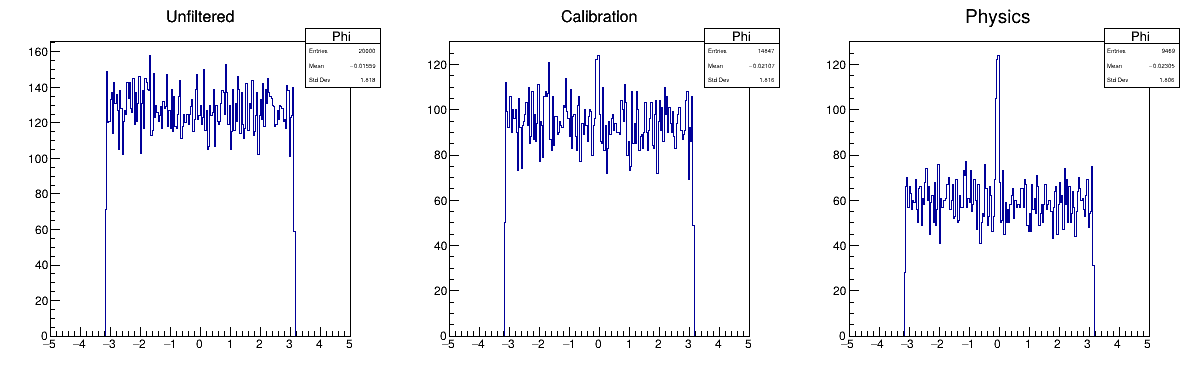 Unfiltered
Phi
Entries 20000
Mean −0.01559
Std Dev 1.818
160
140
120
100
80
60
40
20
0
−5 −4 −3 −2 −1 0 1 2 3 4 5
Calibration
Phi
Entries 14847
Mean −0.02107
Std Dev 1.816
120
100
80
60
40
20
0
−5 −4 −3 −2 −1 0 1 2 3 4 5
Physics
Phi
Entries 9469
Mean −0.02305
Std Dev 1.806
120
100
80
60
40
20
0
−5 −4 −3 −2 −1 0 1 2 3 4 5